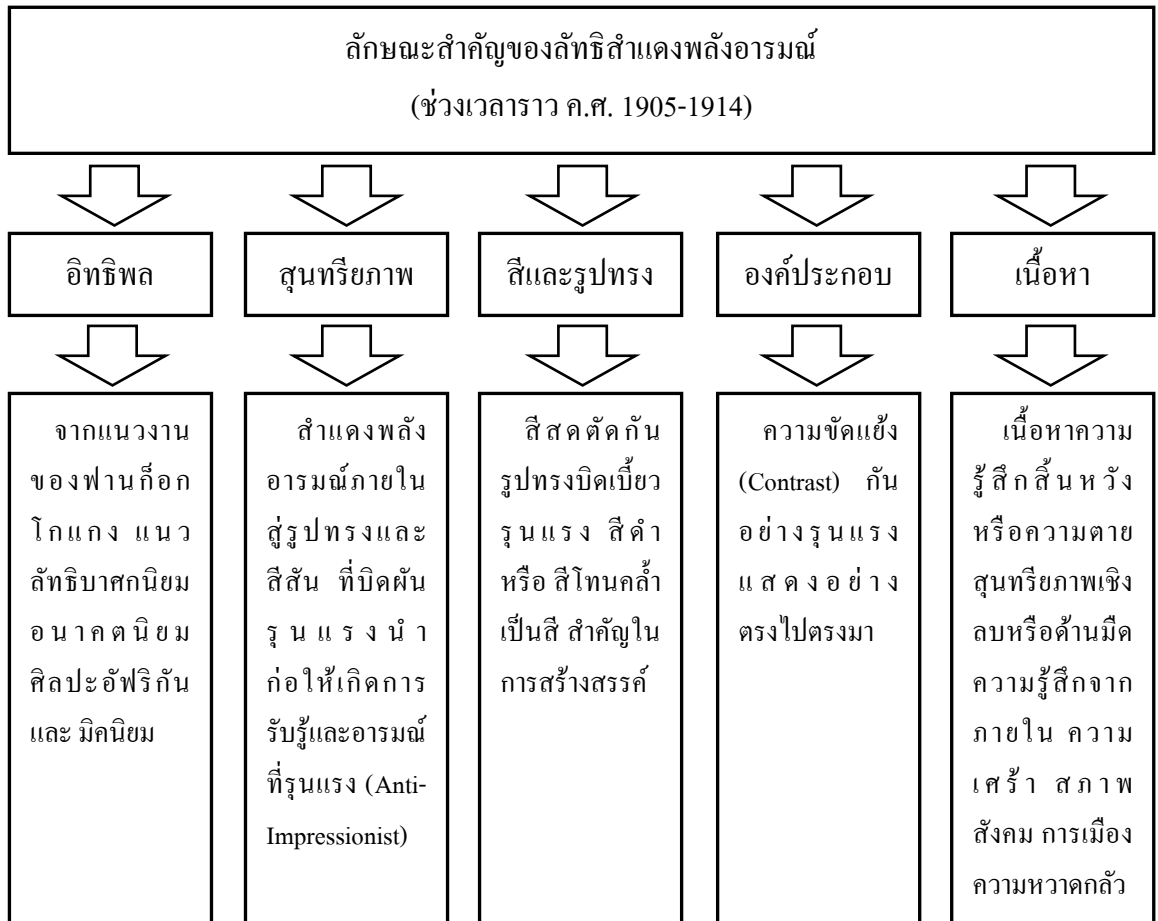 ลักษณะสำคัญของลัทธิสำแดงพลังอารมณ์
(ช่วงเวลาราว ค.ศ. 1905-1914)
อิทธิพล
สุนทรียภาพ
สีและรูปทรง
องค์ประกอบ
เนื้อหา
จากแนวงาน
ของฟานก็อก
โกแกง แนว
ลัทธิบาศกนิยม
อนาคตนิยม
ศิลปะอัฟริกัน
และ มิคนิยม
สำแดงพลัง
อารมณ์ภายใน
สู่รูปทรงและ
สีสัน ที่บิดผัน
รุนแรงนำ
ก่อให้เกิดการ
รับรู้และอารมณ์
ที่รุนแรง (Anti-
Impressionist)
สีสดตัดกัน
รูปทรงบิดเบี้ยว
รุนแรง สีดำ
หรือ สีโทนคล้ำ
เป็นสี สำคัญใน
การสร้างสรรค์
ความขัดแย้ง
(Contrast) กัน
อย่างรุนแรง
แสดงอย่าง
ตรงไปตรงมา
เนื้อหาความ
รู้สึกสิ้นหวัง
หรือความตาย
สุนทรียภาพเชิง
ลบหรือด้านมืด
ความรู้สึกจาก
ภายใน ความ
เศร้า สภาพ
สังคม การเมือง
ความหวาดกลัว